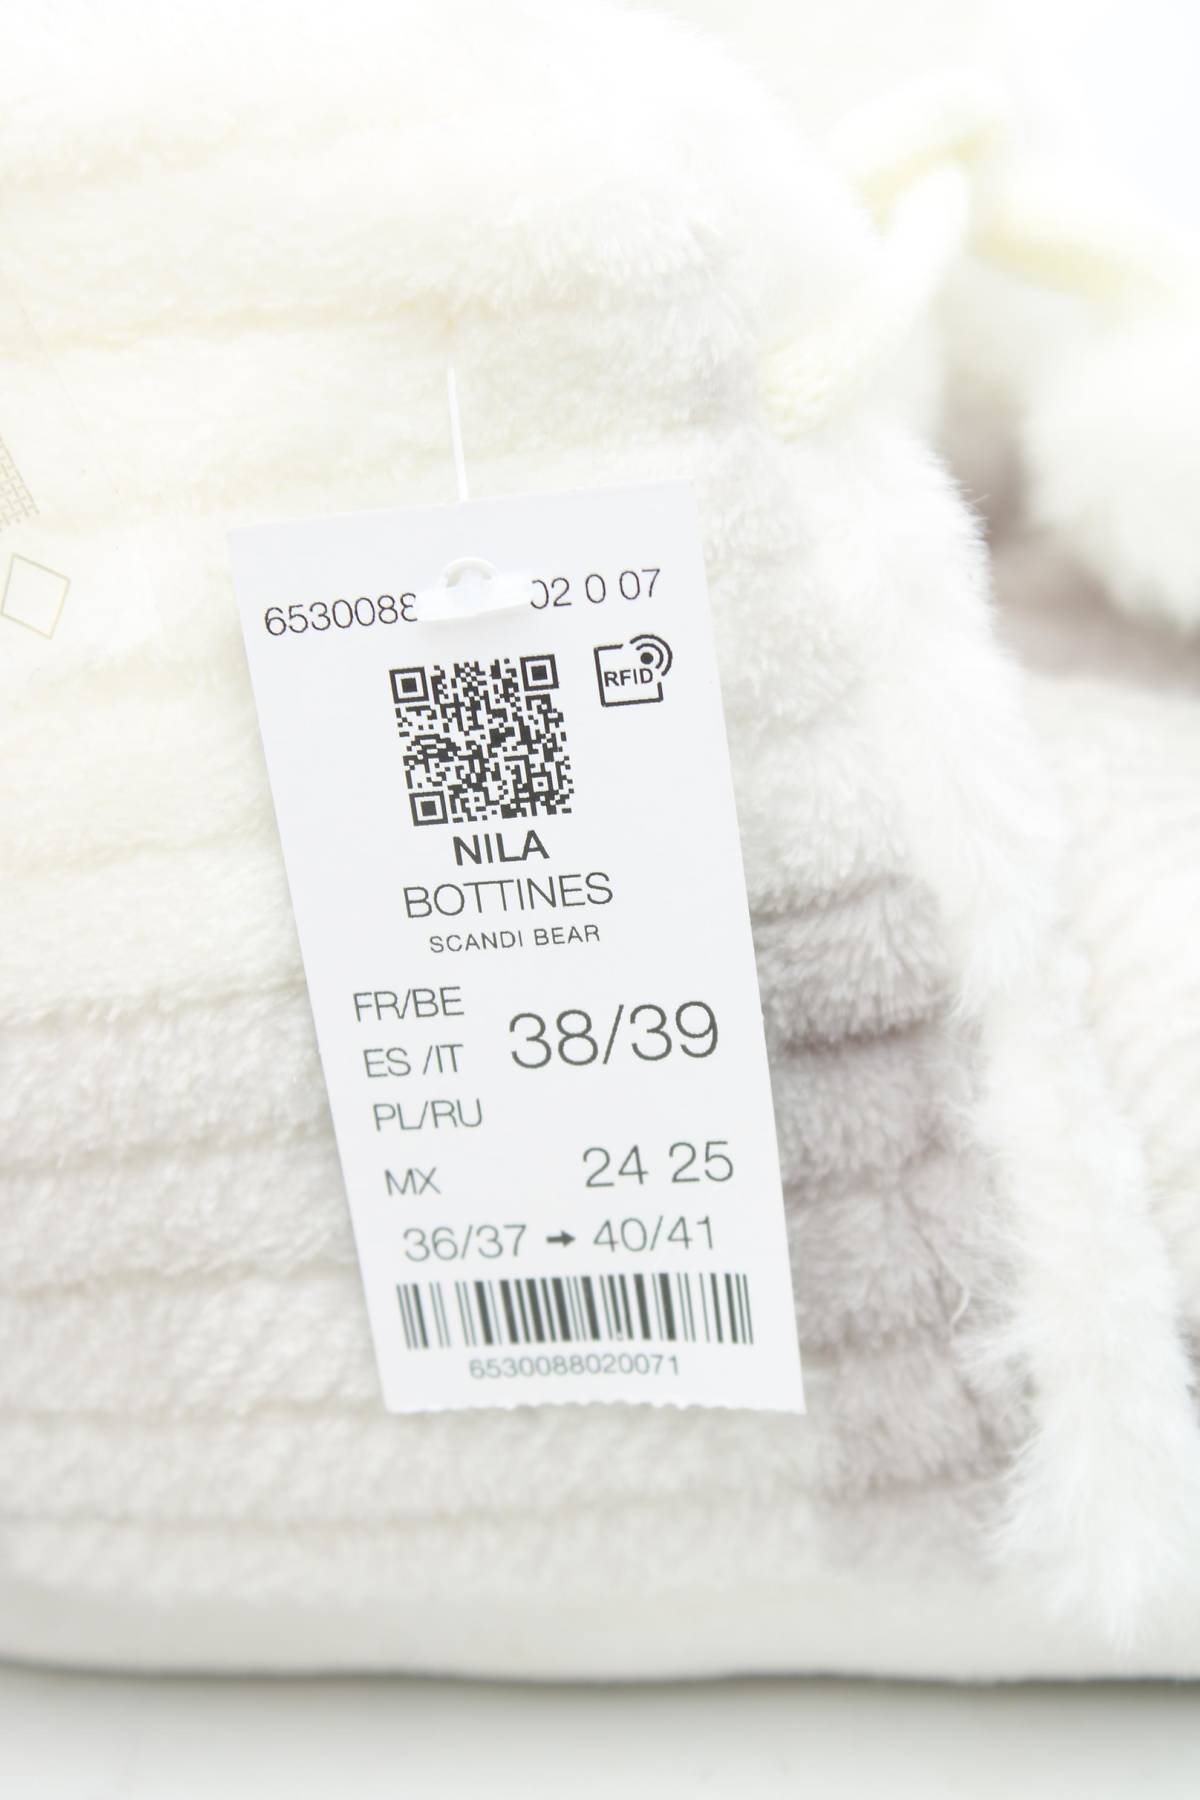 653008 02 0 07
RFID
NILA
BOTTINES
SCANDI BEAR
FR/BE
ES /IT
PL/RU
38/39
MX 24 25
36/37 → 40/41
6530088020071